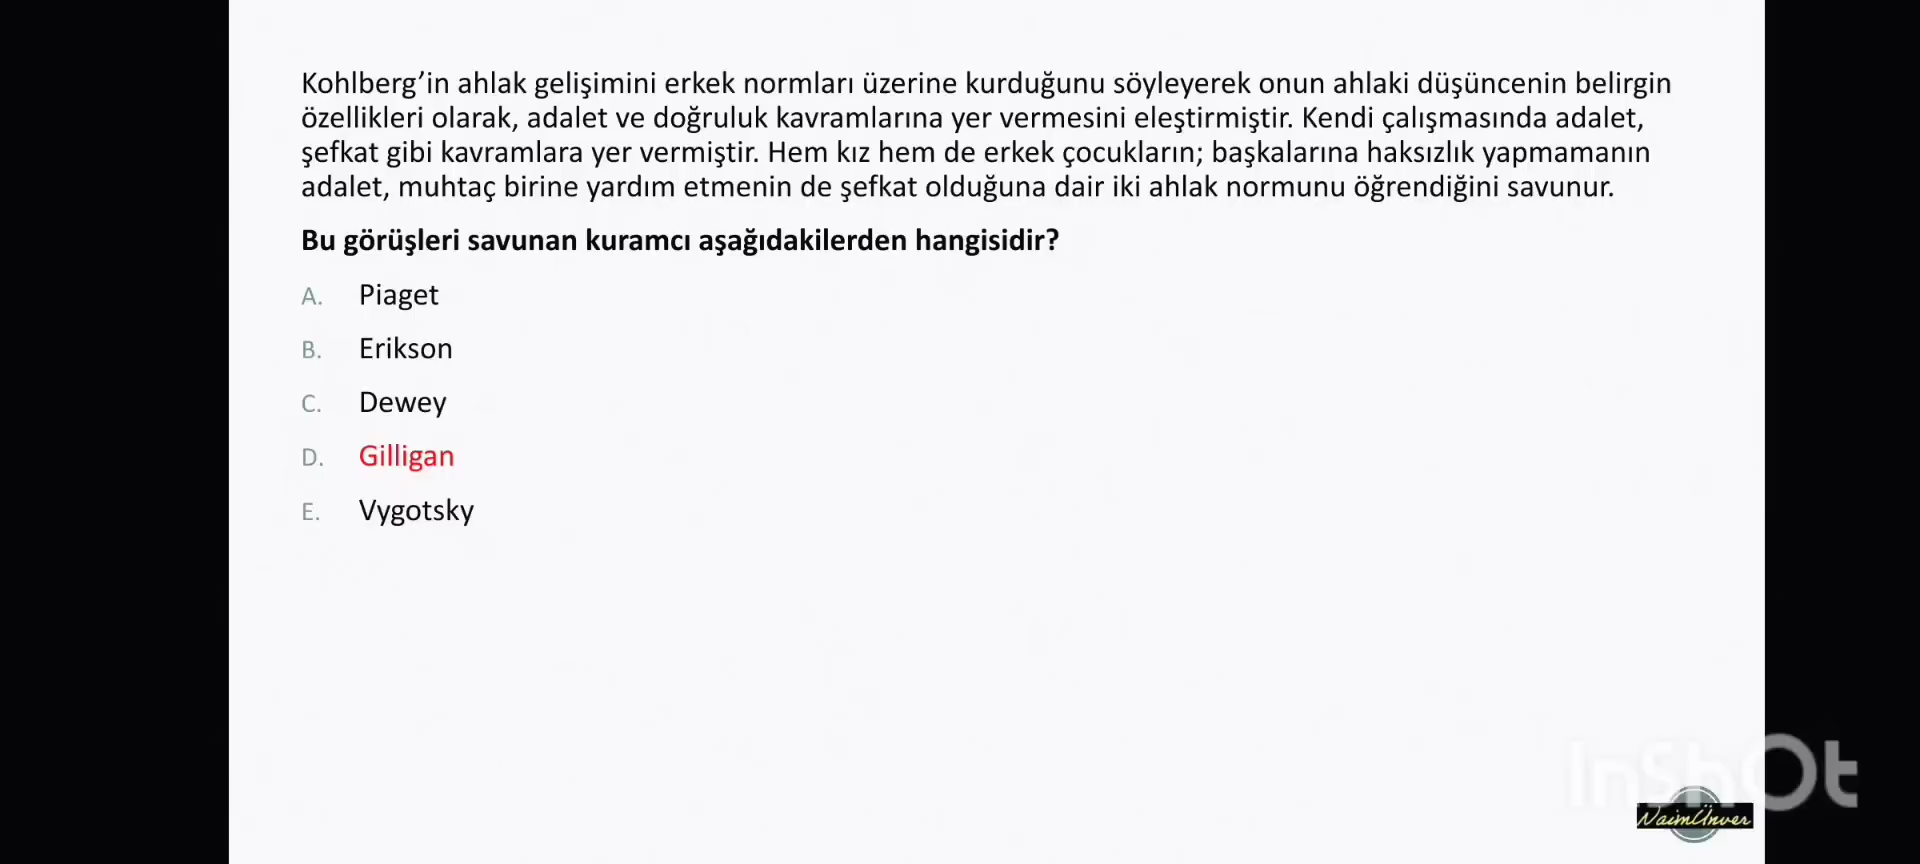 Kohlberg’in ahlak gelişimini erkek normları üzerine kurduğunu söyleyerek onun ahlaki düşüncenin belirgin
özellikleri olarak, adalet ve doğruluk kavramlarına yer vermesini eleştirmiştir. Kendi çalışmasında adalet,
şefkat gibi kavramlara yer vermiştir. Hem kız hem de erkek çocukların; başkalarına haksızlık yapmamanın
adalet, muhtaç birine yardım etmenin de şefkat olduğuna dair iki ahlak normunu öğrendiğini savunur.
Bu görüşleri savunan kuramcı aşağıdakilerden hangisidir?
A. Piaget
B. Erikson
C. Dewey
D. Gilligan
E. Vygotsky
InShOt
NaimÜnver